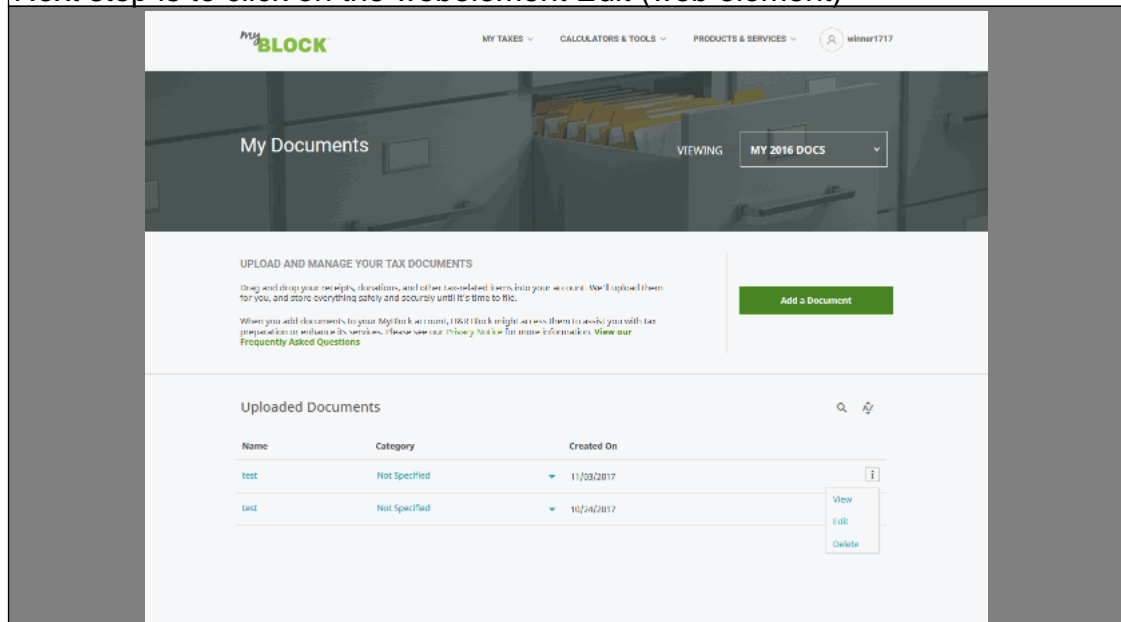 Next step is to click on the webelement Edit (web element)
myBLOCK
MY TAXES CALCULATORS & TOOLS PRODUCTS & SERVICES winner1717
My Documents
VIEWING MY 2016 DOCS
UPLOAD AND MANAGE YOUR TAX DOCUMENTS
Drag and drop your receipts, donations, and other tax-related items into your account. We'll upload them
for you, and store everything safely and securely until it's time to file.
Add a Document
When you add documents to your MyBlock account, H&R Block might access them to assist you with tax
preparation or enhance its services. Please see our Privacy Notice for more information. View our
Frequently Asked Questions
Uploaded Documents
Name Category Created On
test Not Specified 11/03/2017
View
test Not Specified 10/24/2017
Edit
Delete